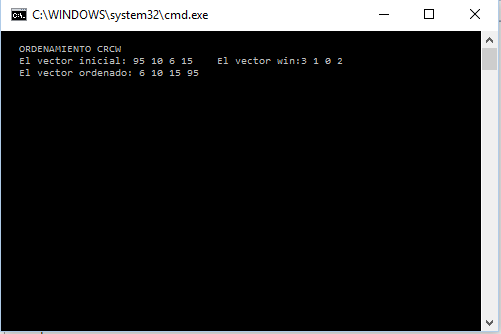 C:\WINDOWS\system32\cmd.exe
ORDENAMIENTO CRCW
El vector inicial: 95 10 6 15    El vector win:3 1 0 2
El vector ordenado: 6 10 15 95